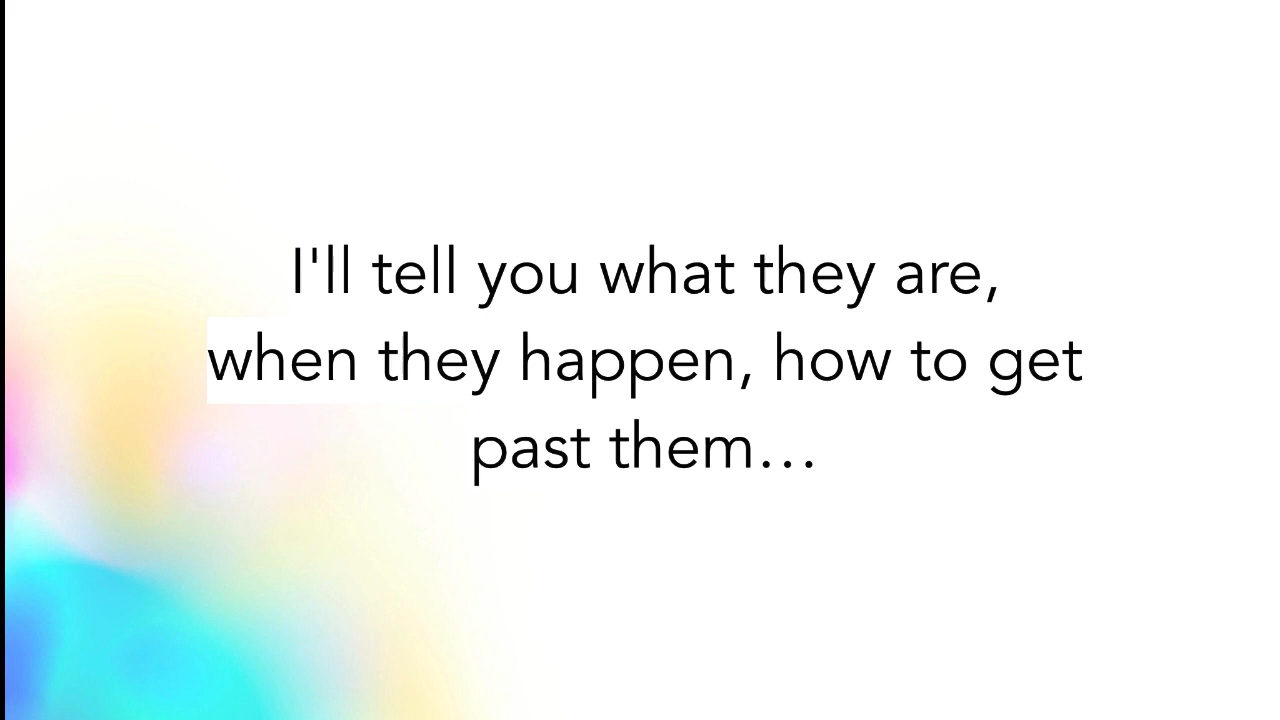 I'll tell you what they are,
when they happen, how to get
past them…